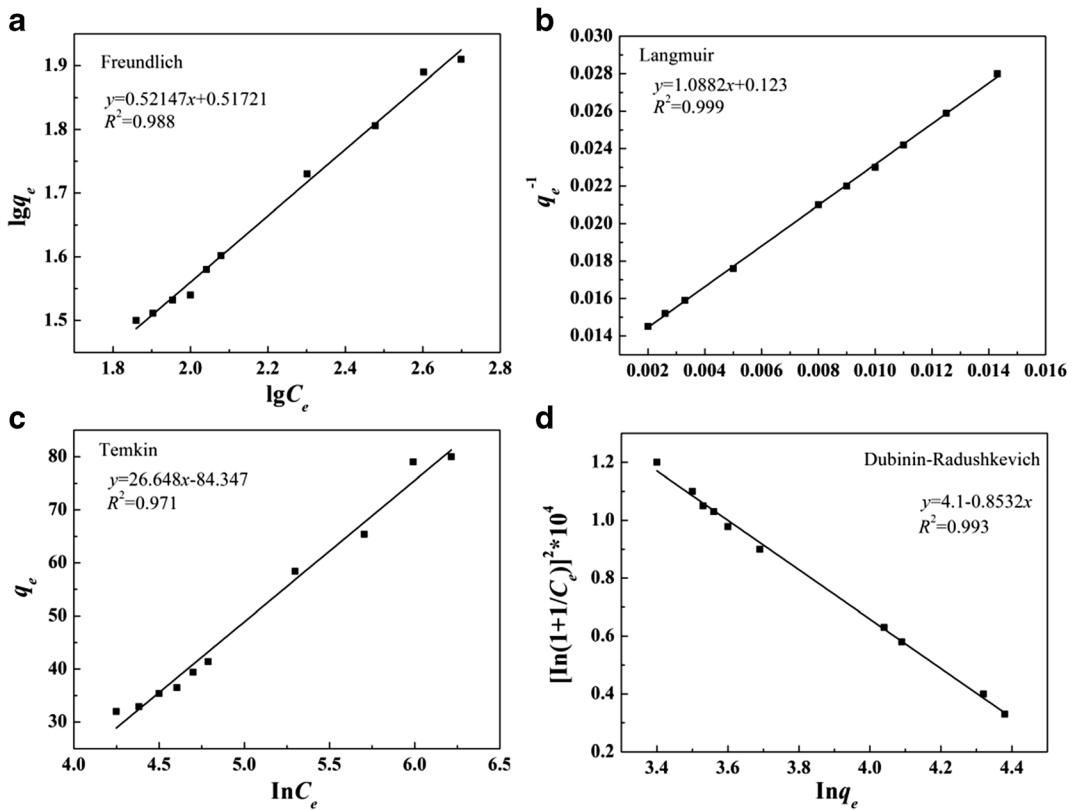 a
Freundlich
y=0.52147x+0.51721
R²=0.988
1.9
1.8
1.7
1.6
1.5
lgqₑ
1.8 2.0 2.2 2.4 2.6 2.8
lgCₑ
b
Langmuir
y=1.0882x+0.123
R²=0.999
0.030
0.028
0.026
0.024
0.022
0.020
0.018
0.016
0.014
qₑ⁻¹
0.002 0.004 0.006 0.008 0.010 0.012 0.014 0.016
c
Temkin
y=26.648x-84.347
R²=0.971
80
70
60
50
40
30
qₑ
4.0 4.5 5.0 5.5 6.0 6.5
InCₑ
d
Dubinin-Radushkevich
y=4.1-0.8532x
R²=0.993
1.2
1.0
0.8
0.6
0.4
0.2
[In(1+1/Cₑ)]²*10⁴
3.4 3.6 3.8 4.0 4.2 4.4
Inqₑ